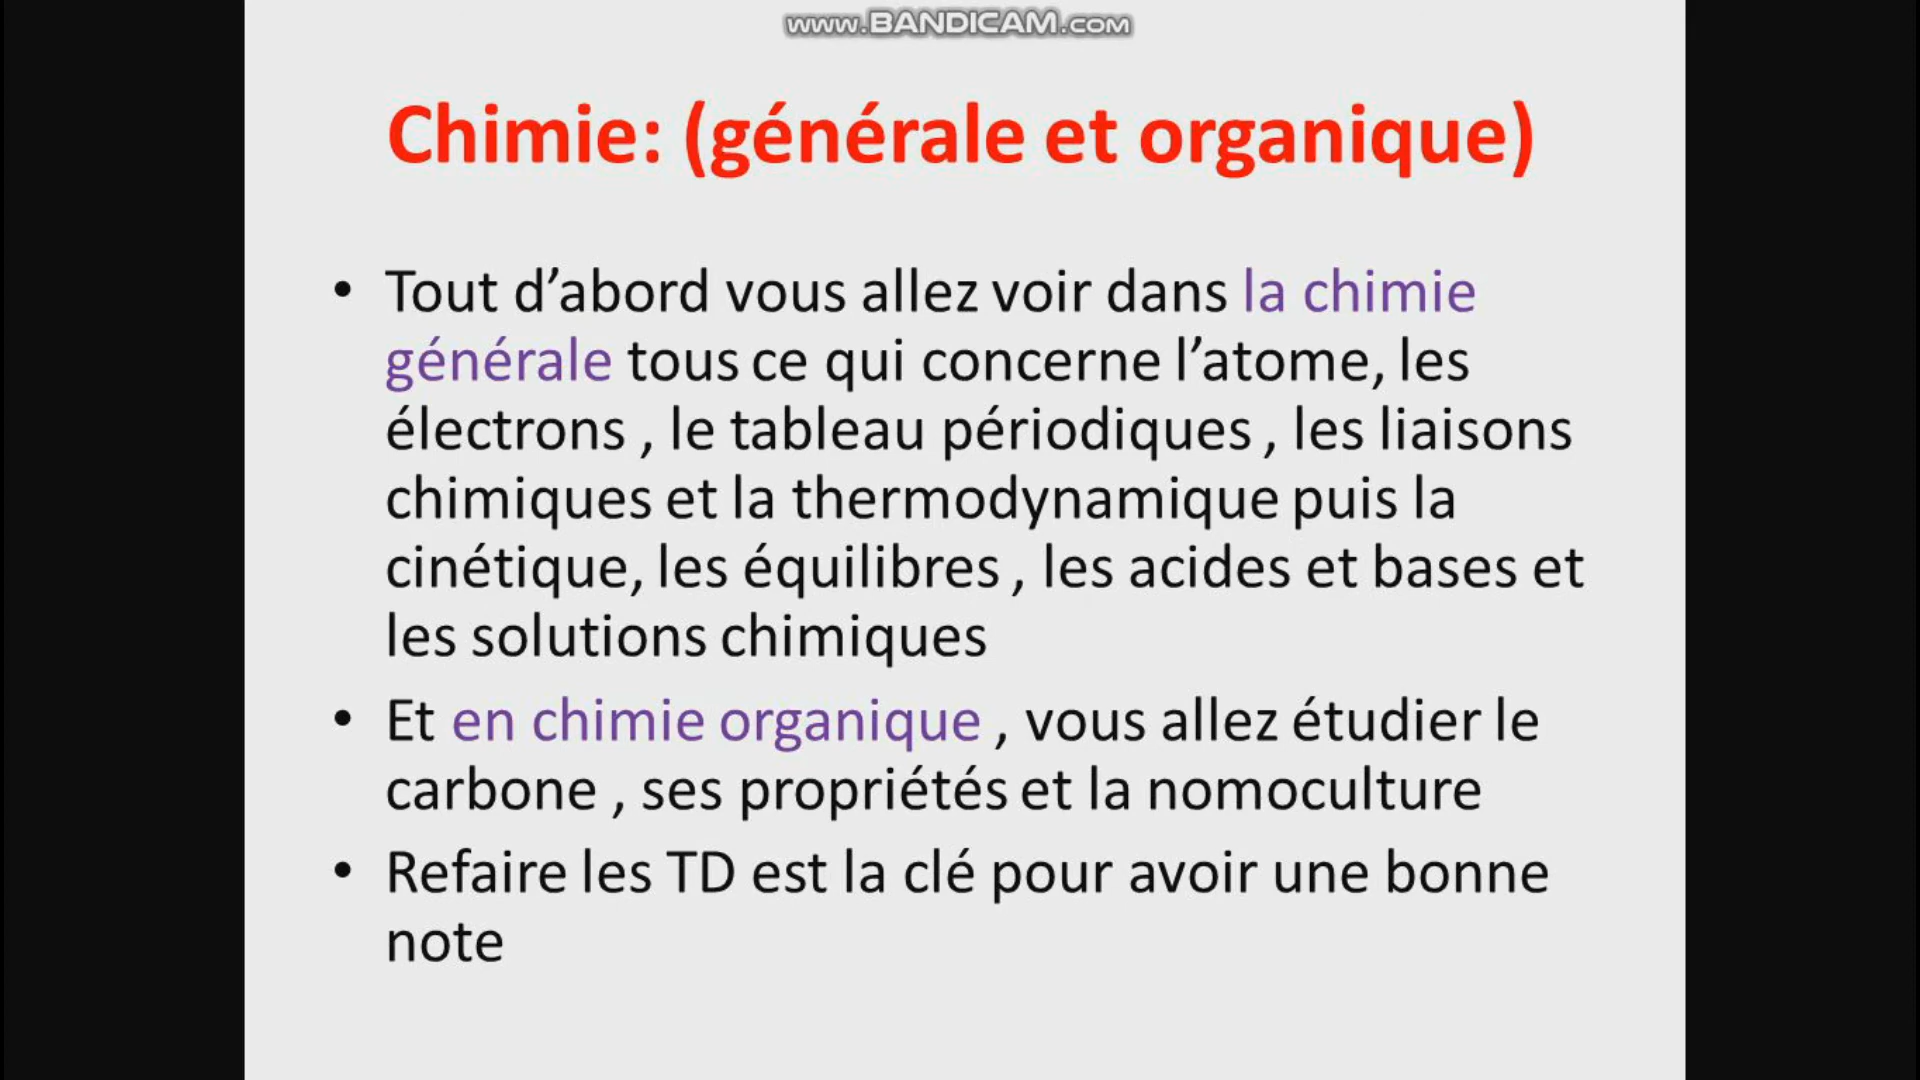 www.BANDICAM.com
Chimie: (générale et organique)
• Tout d’abord vous allez voir dans la chimie
générale tous ce qui concerne l’atome, les
électrons , le tableau périodiques , les liaisons
chimiques et la thermodynamique puis la
cinétique, les équilibres , les acides et bases et
les solutions chimiques
• Et en chimie organique , vous allez étudier le
carbone , ses propriétés et la nomoculture
• Refaire les TD est la clé pour avoir une bonne
note